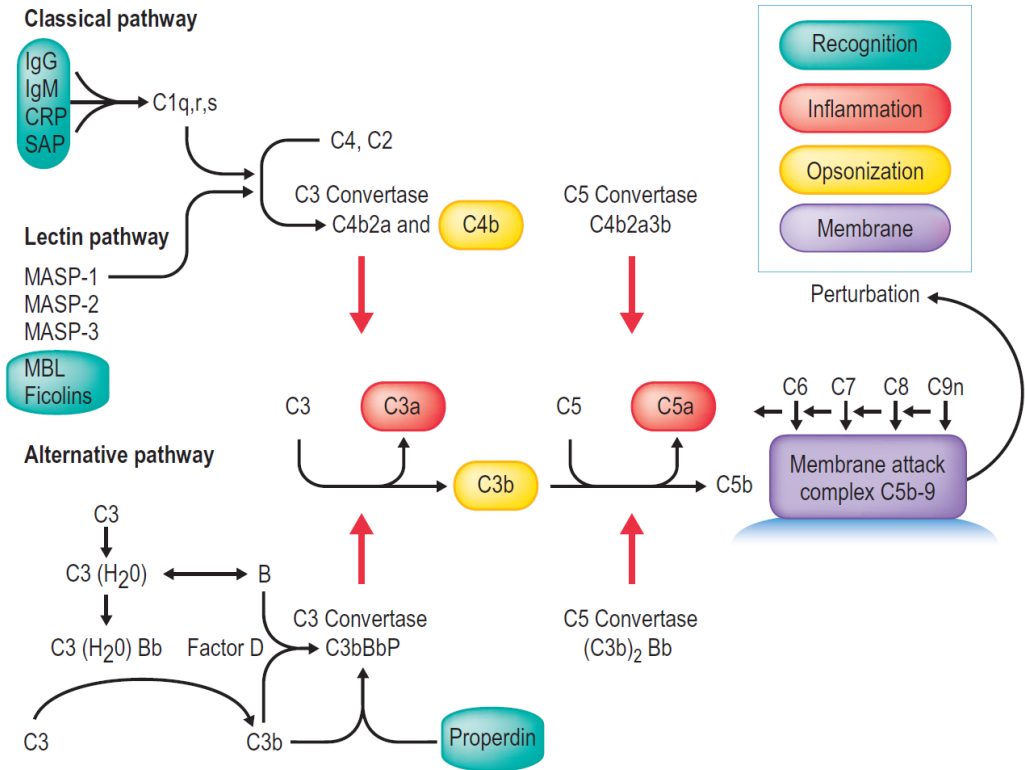 Classical pathway
IgG
IgM
CRP
SAP
C1q,r,s
C4, C2
C3 Convertase
C4b2a and
C4b
C5 Convertase
C4b2a3b
Recognition
Inflammation
Opsonization
Membrane
Perturbation
Lectin pathway
MASP-1
MASP-2
MASP-3
MBL
Ficolins
C3
C3a
C3b
C5
C5a
C5b
C6
C7
C8
C9n
Membrane attack
complex C5b-9
Alternative pathway
C3
C3 (H20)
B
C3 (H20) Bb
Factor D
C3 Convertase
C3bBbP
C5 Convertase
(C3b)2 Bb
C3
C3b
Properdin